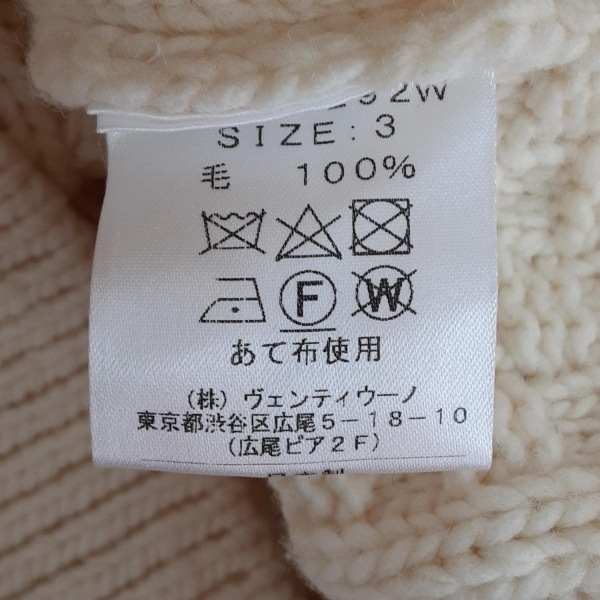 92W
SIZE: 3
毛 100%
F W
あて布使用
(株) ヴェンティウーノ
東京都渋谷区広尾5-18-10
(広尾ピア2F)